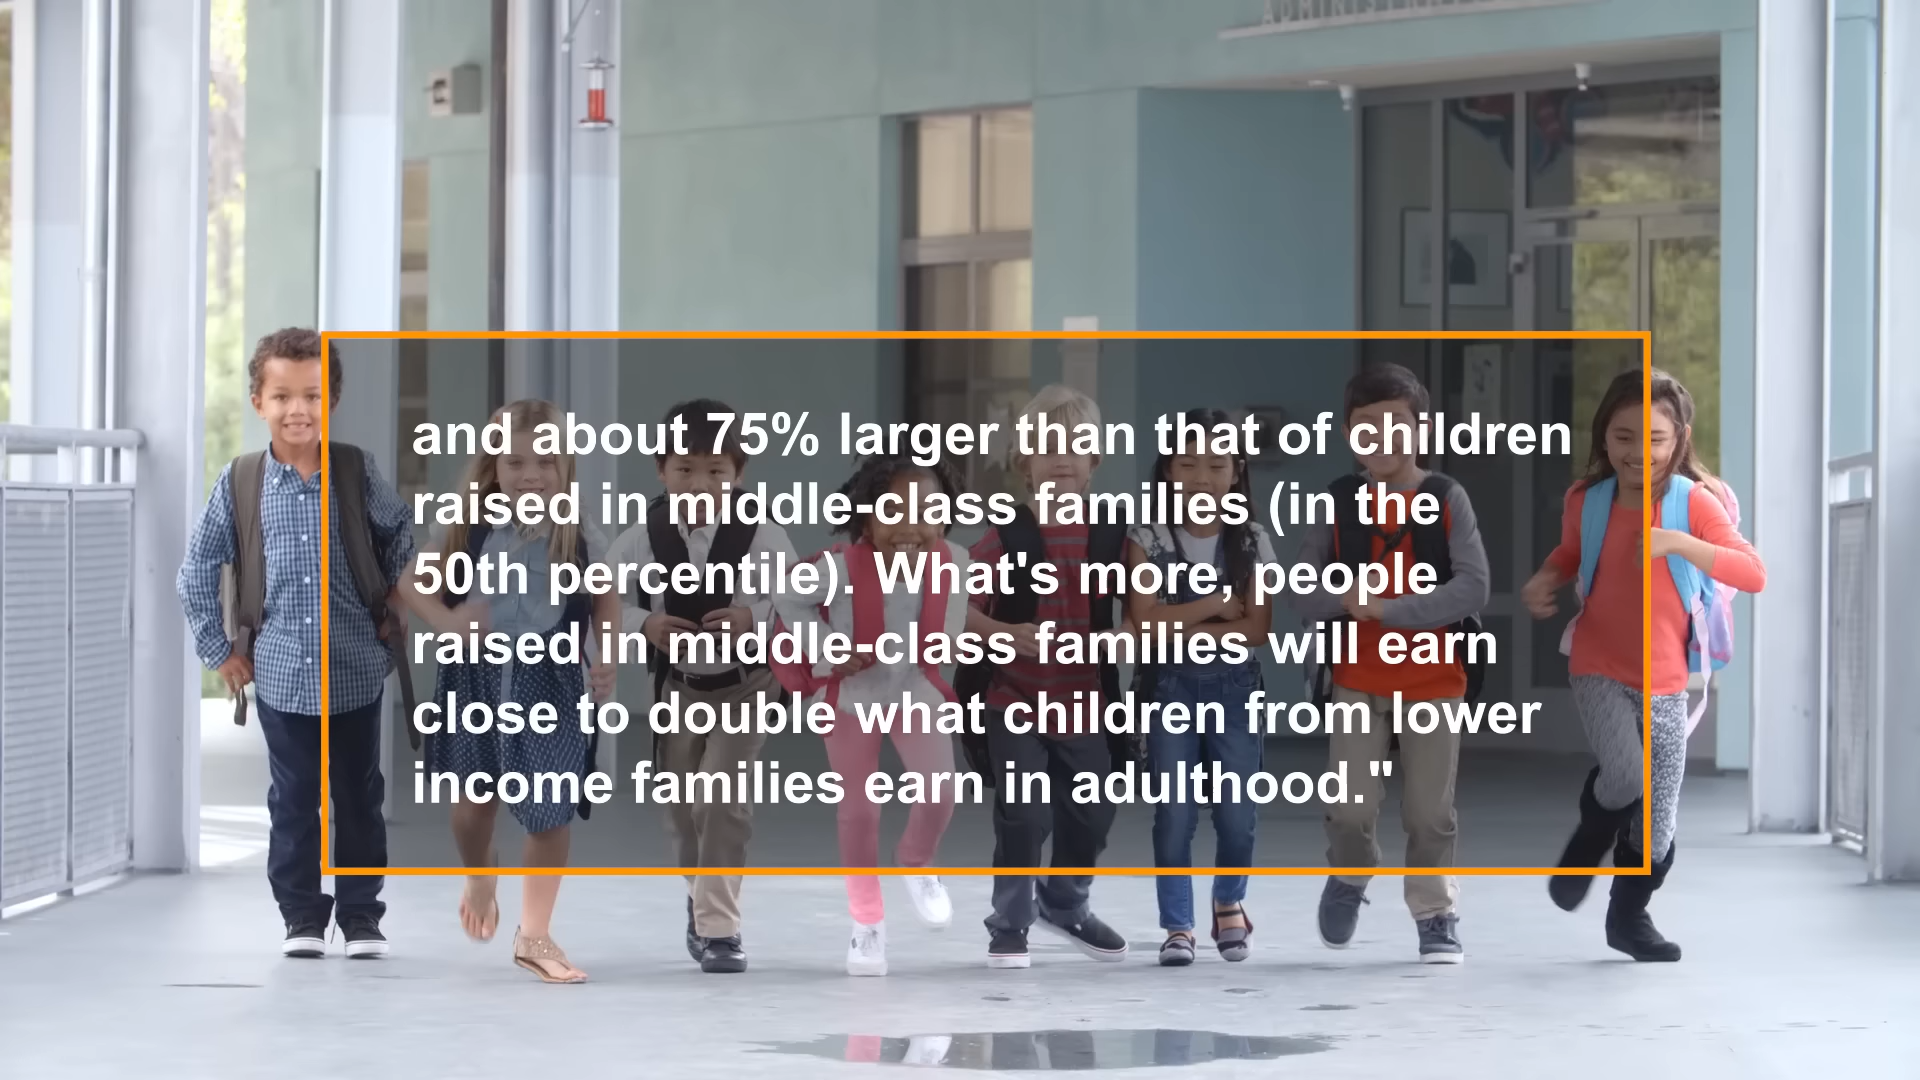 and about 75% larger than that of children
raised in middle-class families (in the
50th percentile). What's more, people
raised in middle-class families will earn
close to double what children from lower
income families earn in adulthood."